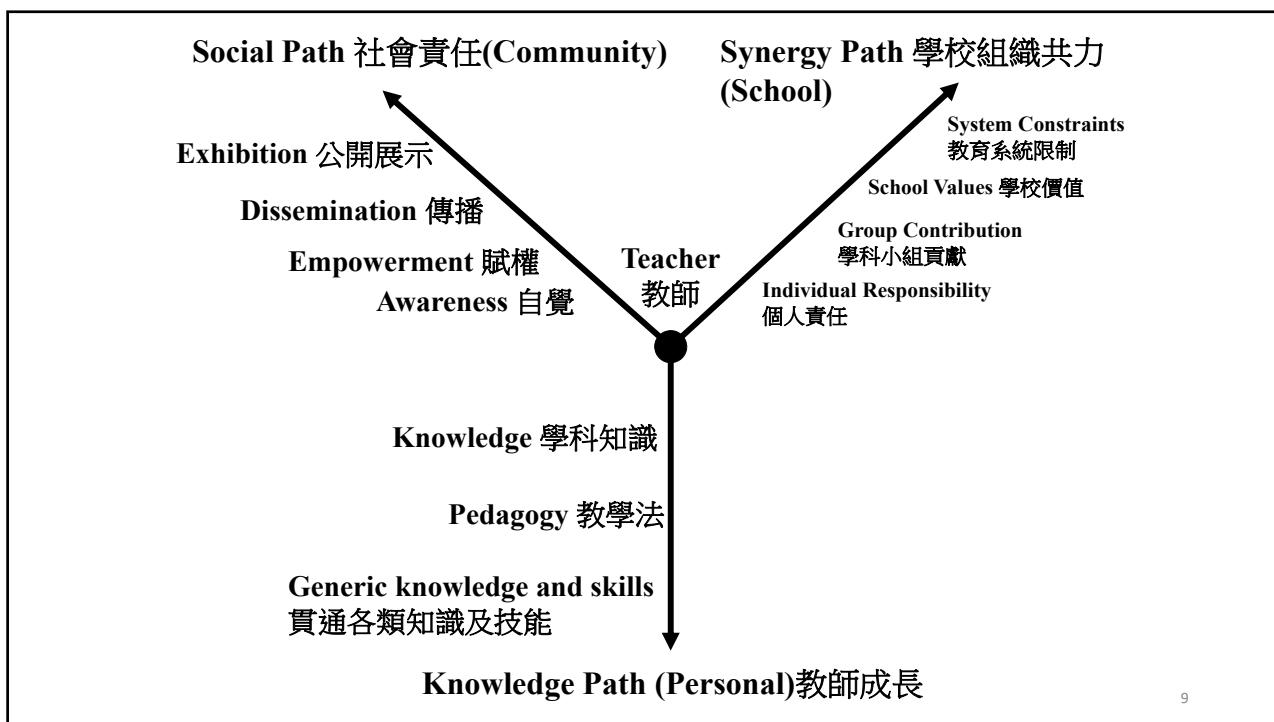 Social Path 社會責任(Community)
Synergy Path 學校組織共力
(School)
System Constraints
教育系統限制
Exhibition 公開展示
School Values 學校價值
Dissemination 傳播
Group Contribution
學科小組貢獻
Empowerment 賦權
Teacher
教師
Awareness 自覺
Individual Responsibility
個人責任
Knowledge 學科知識
Pedagogy 教學法
Generic knowledge and skills
貫通各類知識及技能
Knowledge Path (Personal)教師成長
9